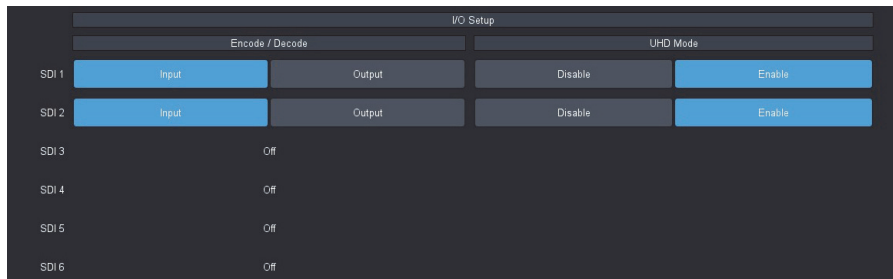 I/O Setup
Encode / Decode UHD Mode
SDI 1 Input Output Disable Enable
SDI 2 Input Output Disable Enable
SDI 3 Off
SDI 4 Off
SDI 5 Off
SDI 6 Off